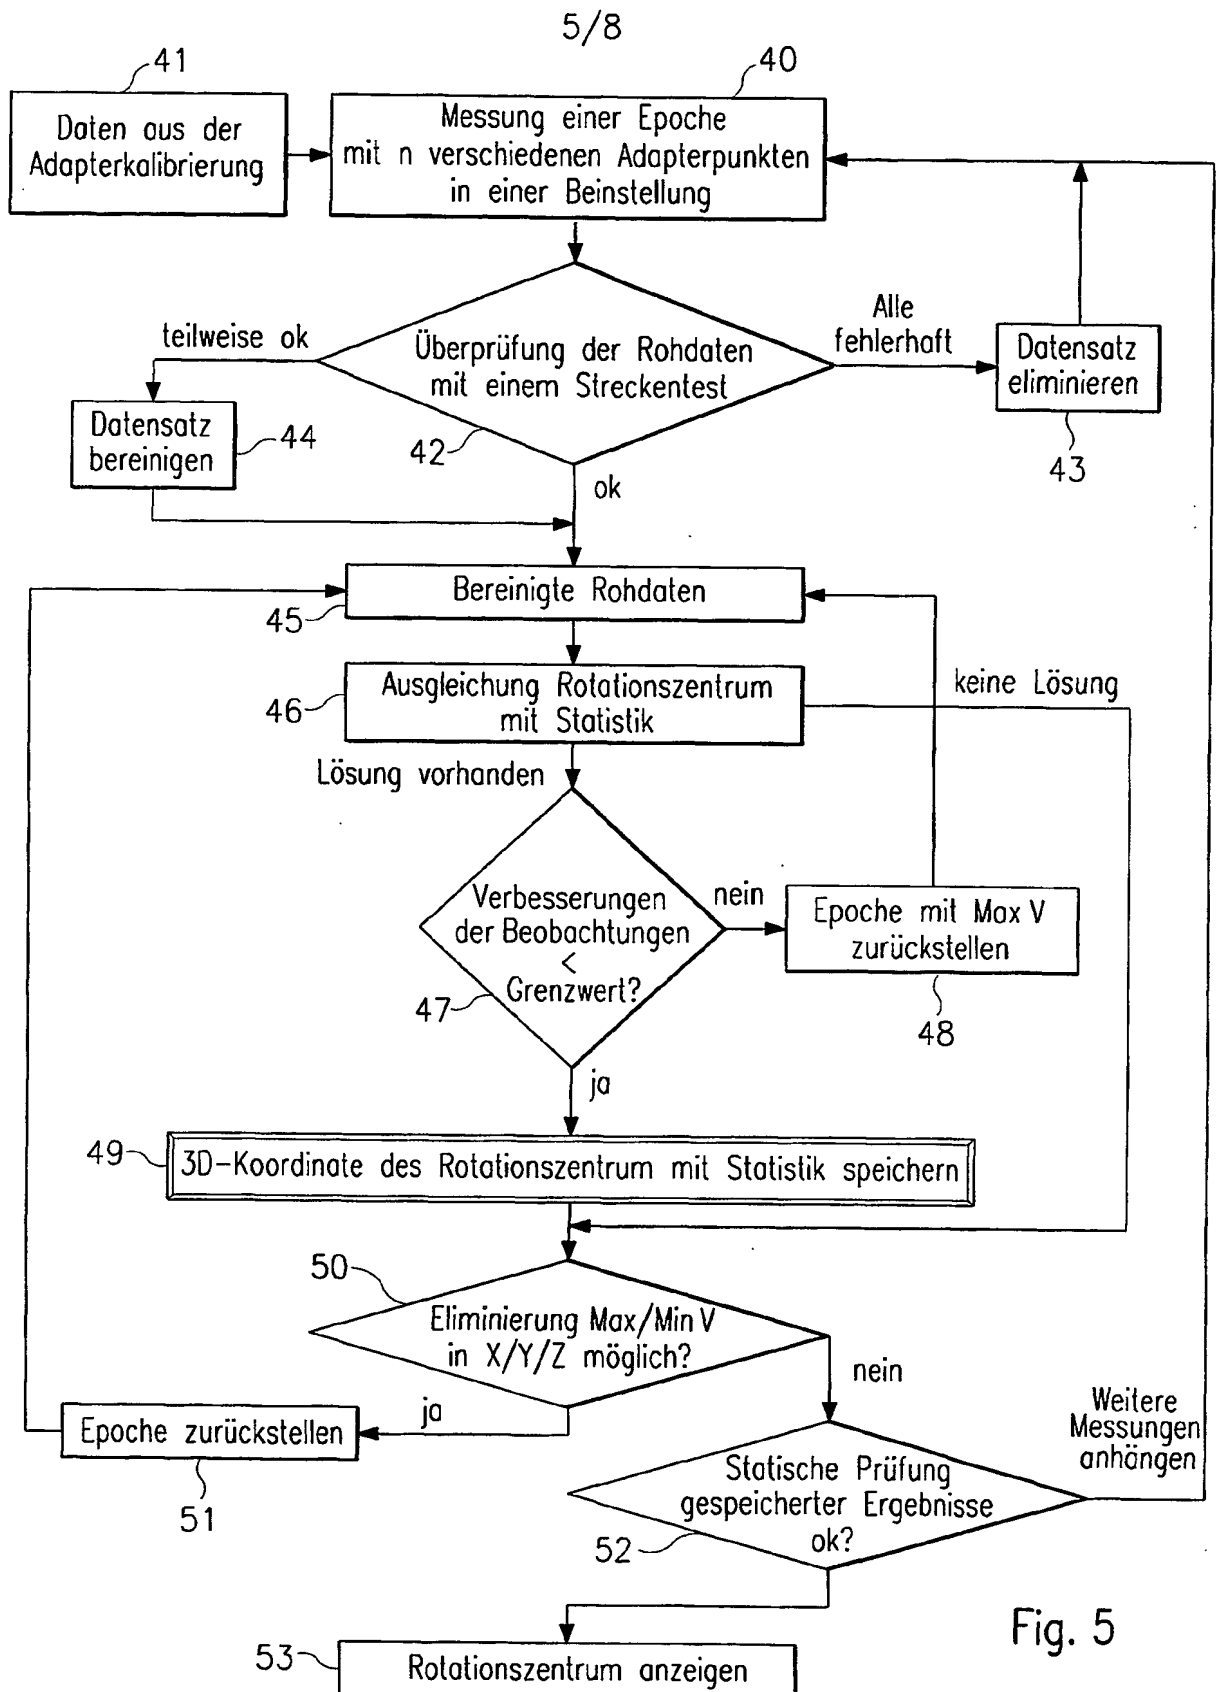 5/8
41
40
Daten aus der
Adapterkalibrierung
Messung einer Epoche
mit n verschiedenen Adapterpunkten
in einer Beinstellung
teilweise ok
Alle
fehlerhaft
Überprüfung der Rohdaten
mit einem Streckentest
Datensatz
eliminieren
Datensatz
bereinigen
44
42
43
ok
Bereinigte Rohdaten
45
Ausgleichung Rotationszentrum
mit Statistik
46
keine Lösung
Lösung vorhanden
Verbesserungen
der Beobachtungen
<
Grenzwert?
nein
Epoche mit Max V
zurückstellen
47
48
ja
49
3D-Koordinate des Rotationszentrum mit Statistik speichern
50
Eliminierung Max/Min V
in X/Y/Z möglich?
nein
ja
Epoche zurückstellen
51
Weitere
Messungen
anhängen
Statische Prüfung
gespeicherter Ergebnisse
ok?
52
Fig. 5
53
Rotationszentrum anzeigen